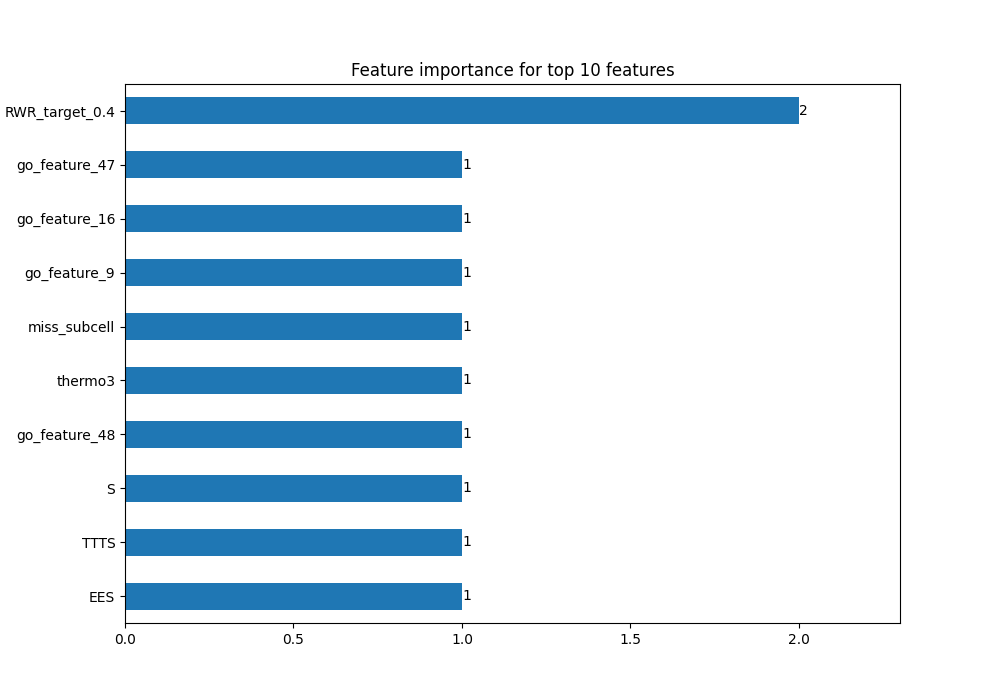 Feature importance for top 10 features
RWR_target_0.4
2
go_feature_47
1
go_feature_16
1
go_feature_9
1
miss_subcell
1
thermo3
1
go_feature_48
1
S
1
TTTS
1
EES
1
0.0 0.5 1.0 1.5 2.0